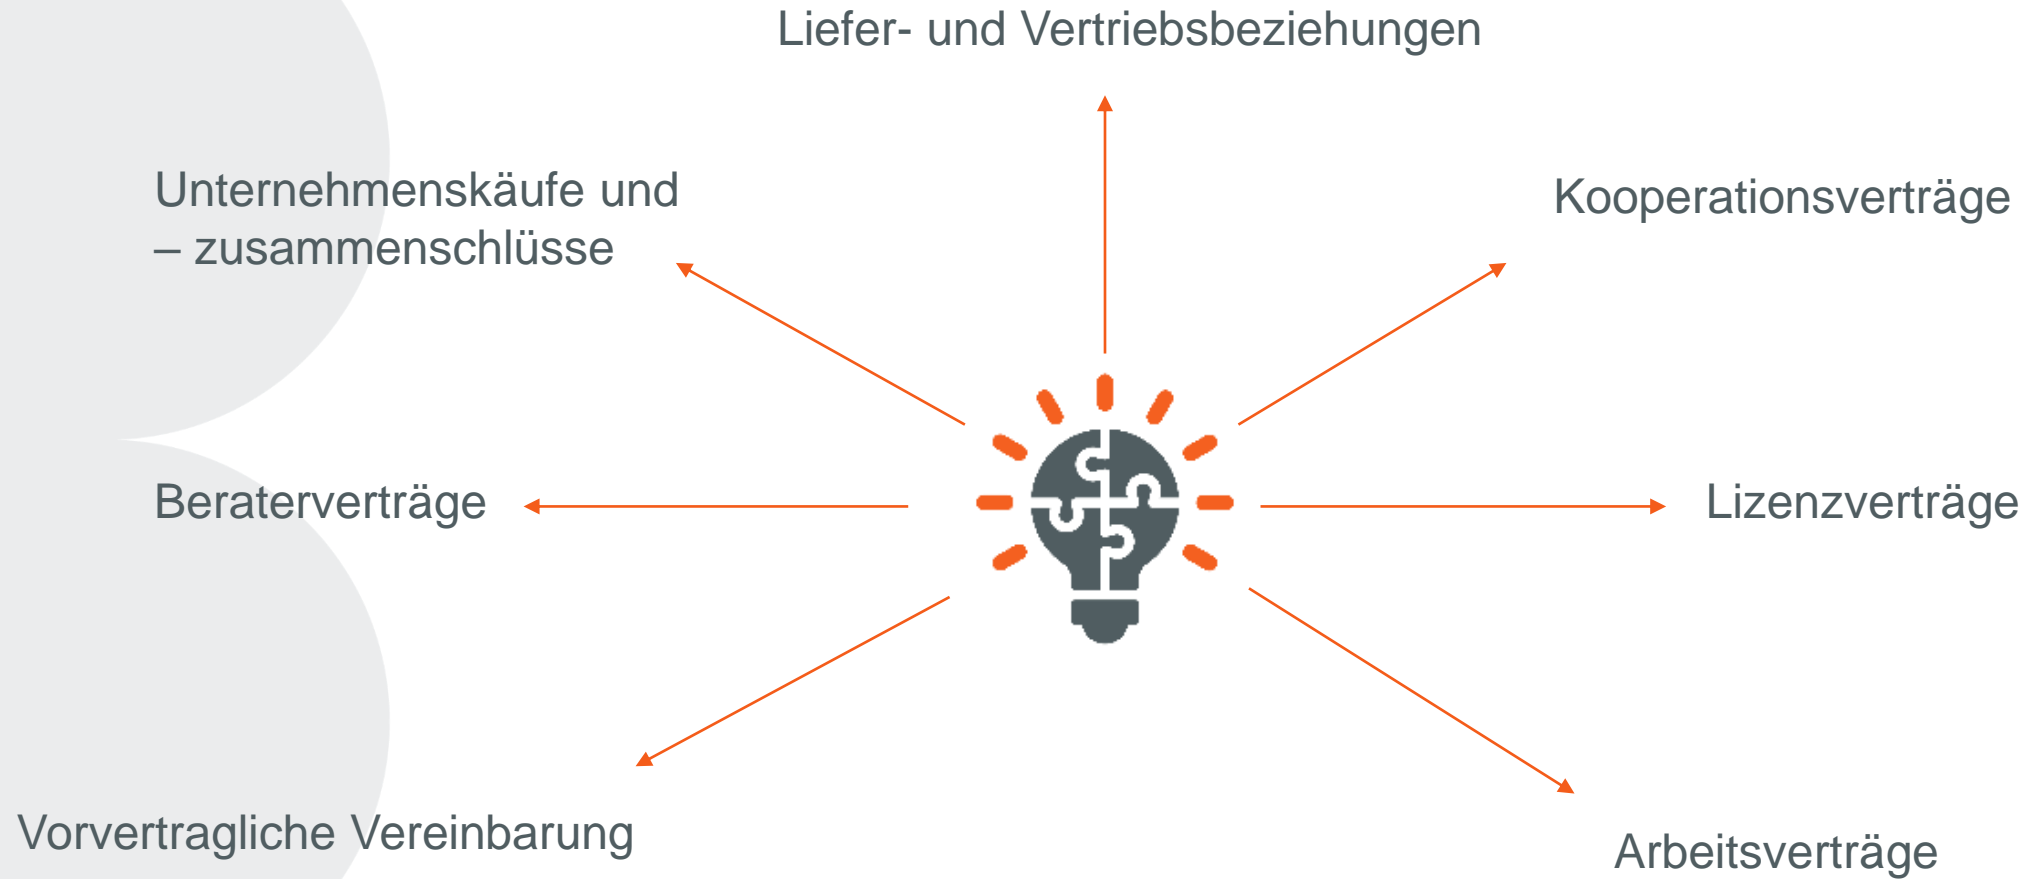 Liefer- und Vertriebsbeziehungen
Unternehmenskäufe und
– zusammenschlüsse
Kooperationsverträge
Beraterverträge
Lizenzverträge
Vorvertragliche Vereinbarung
Arbeitsverträge